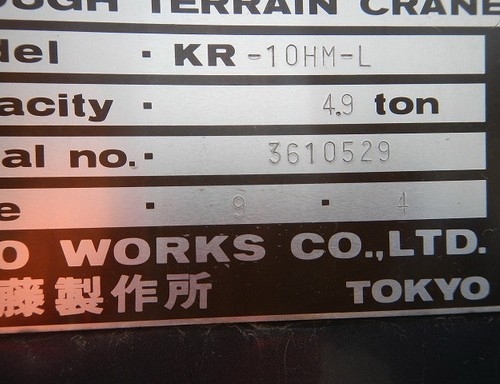 OUGH TERRAIN CRANE
del · KR-10HM-L
acity · 4.9 ton
al no. · 3610529
e · 9 · 4
O WORKS CO.,LTD.
藤製作所 TOKYO